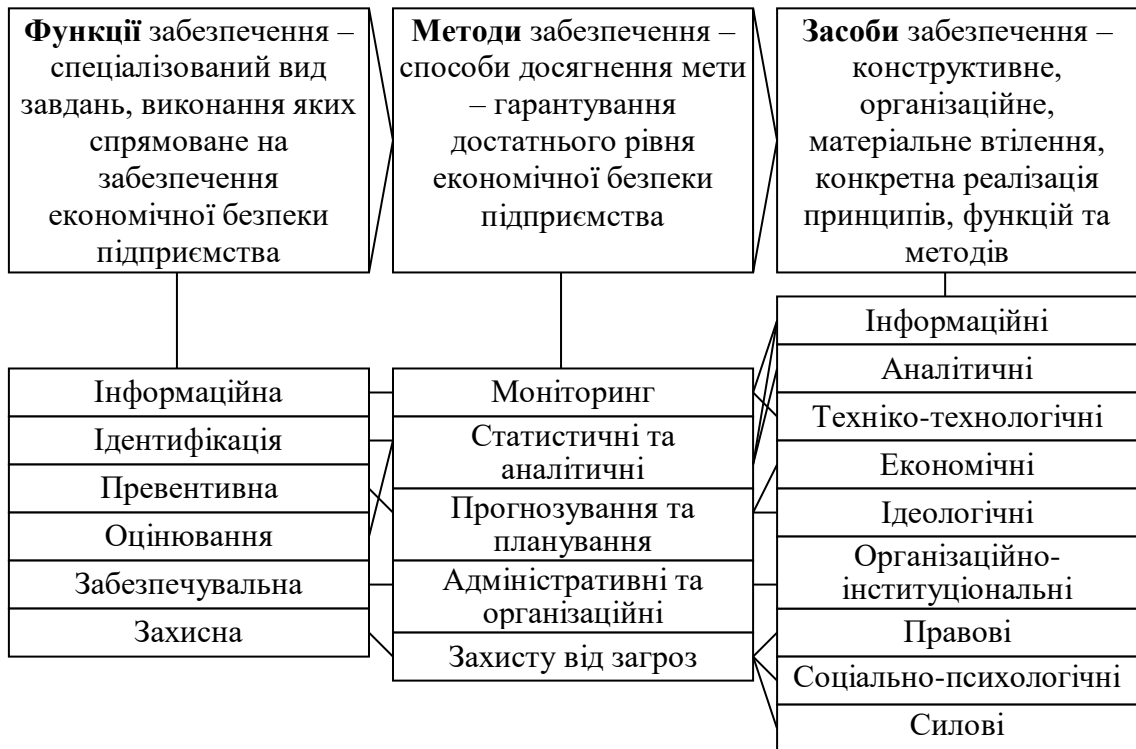 Функції забезпечення –
спеціалізований вид
завдань, виконання яких
спрямоване на
забезпечення
економічної безпеки
підприємства
Методи забезпечення –
способи досягнення мети
– гарантування
достатнього рівня
економічної безпеки
підприємства
Засоби забезпечення –
конструктивне,
організаційне,
матеріальне втілення,
конкретна реалізація
принципів, функцій та
методів
Інформаційна
Ідентифікація
Превентивна
Оцінювання
Забезпечувальна
Захисна
Моніторинг
Статистичні та
аналітичні
Прогнозування та
планування
Адміністративні та
організаційні
Захисту від загроз
Інформаційні
Аналітичні
Техніко-технологічні
Економічні
Ідеологічні
Організаційно-
інституціональні
Правові
Соціально-психологічні
Силові